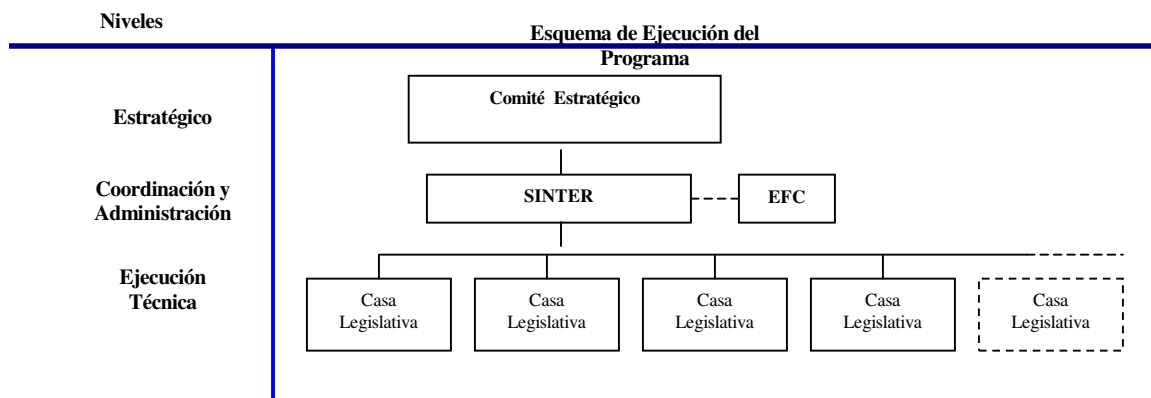 Niveles
Esquema de Ejecución del
Programa
Estratégico
Comité Estratégico
Coordinación y
Administración
SINTER
EFC
Ejecución
Técnica
Casa
Legislativa
Casa
Legislativa
Casa
Legislativa
Casa
Legislativa
Casa
Legislativa